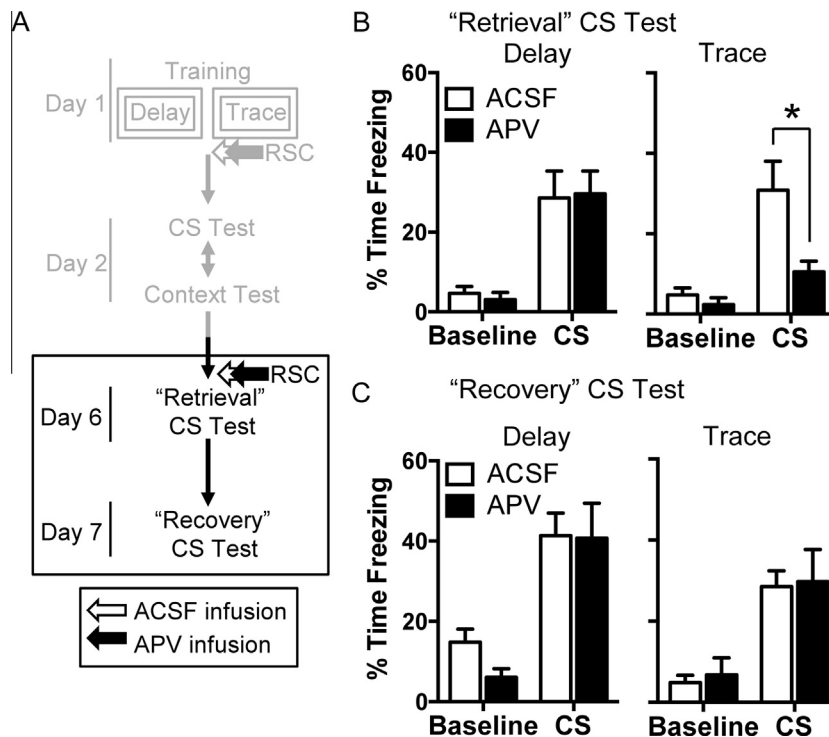 A
Training
Day 1
Delay
Trace
RSC
CS Test
Day 2
Context Test
RSC
“Retrieval”
Day 6
CS Test
“Recovery”
Day 7
CS Test
ACSF infusion
APV infusion
B
“Retrieval” CS Test
Delay
Trace
60
40
20
0
% Time Freezing
ACSF
APV
*
Baseline
CS
Baseline
CS
C
“Recovery” CS Test
Delay
Trace
60
40
20
0
% Time Freezing
ACSF
APV
Baseline
CS
Baseline
CS